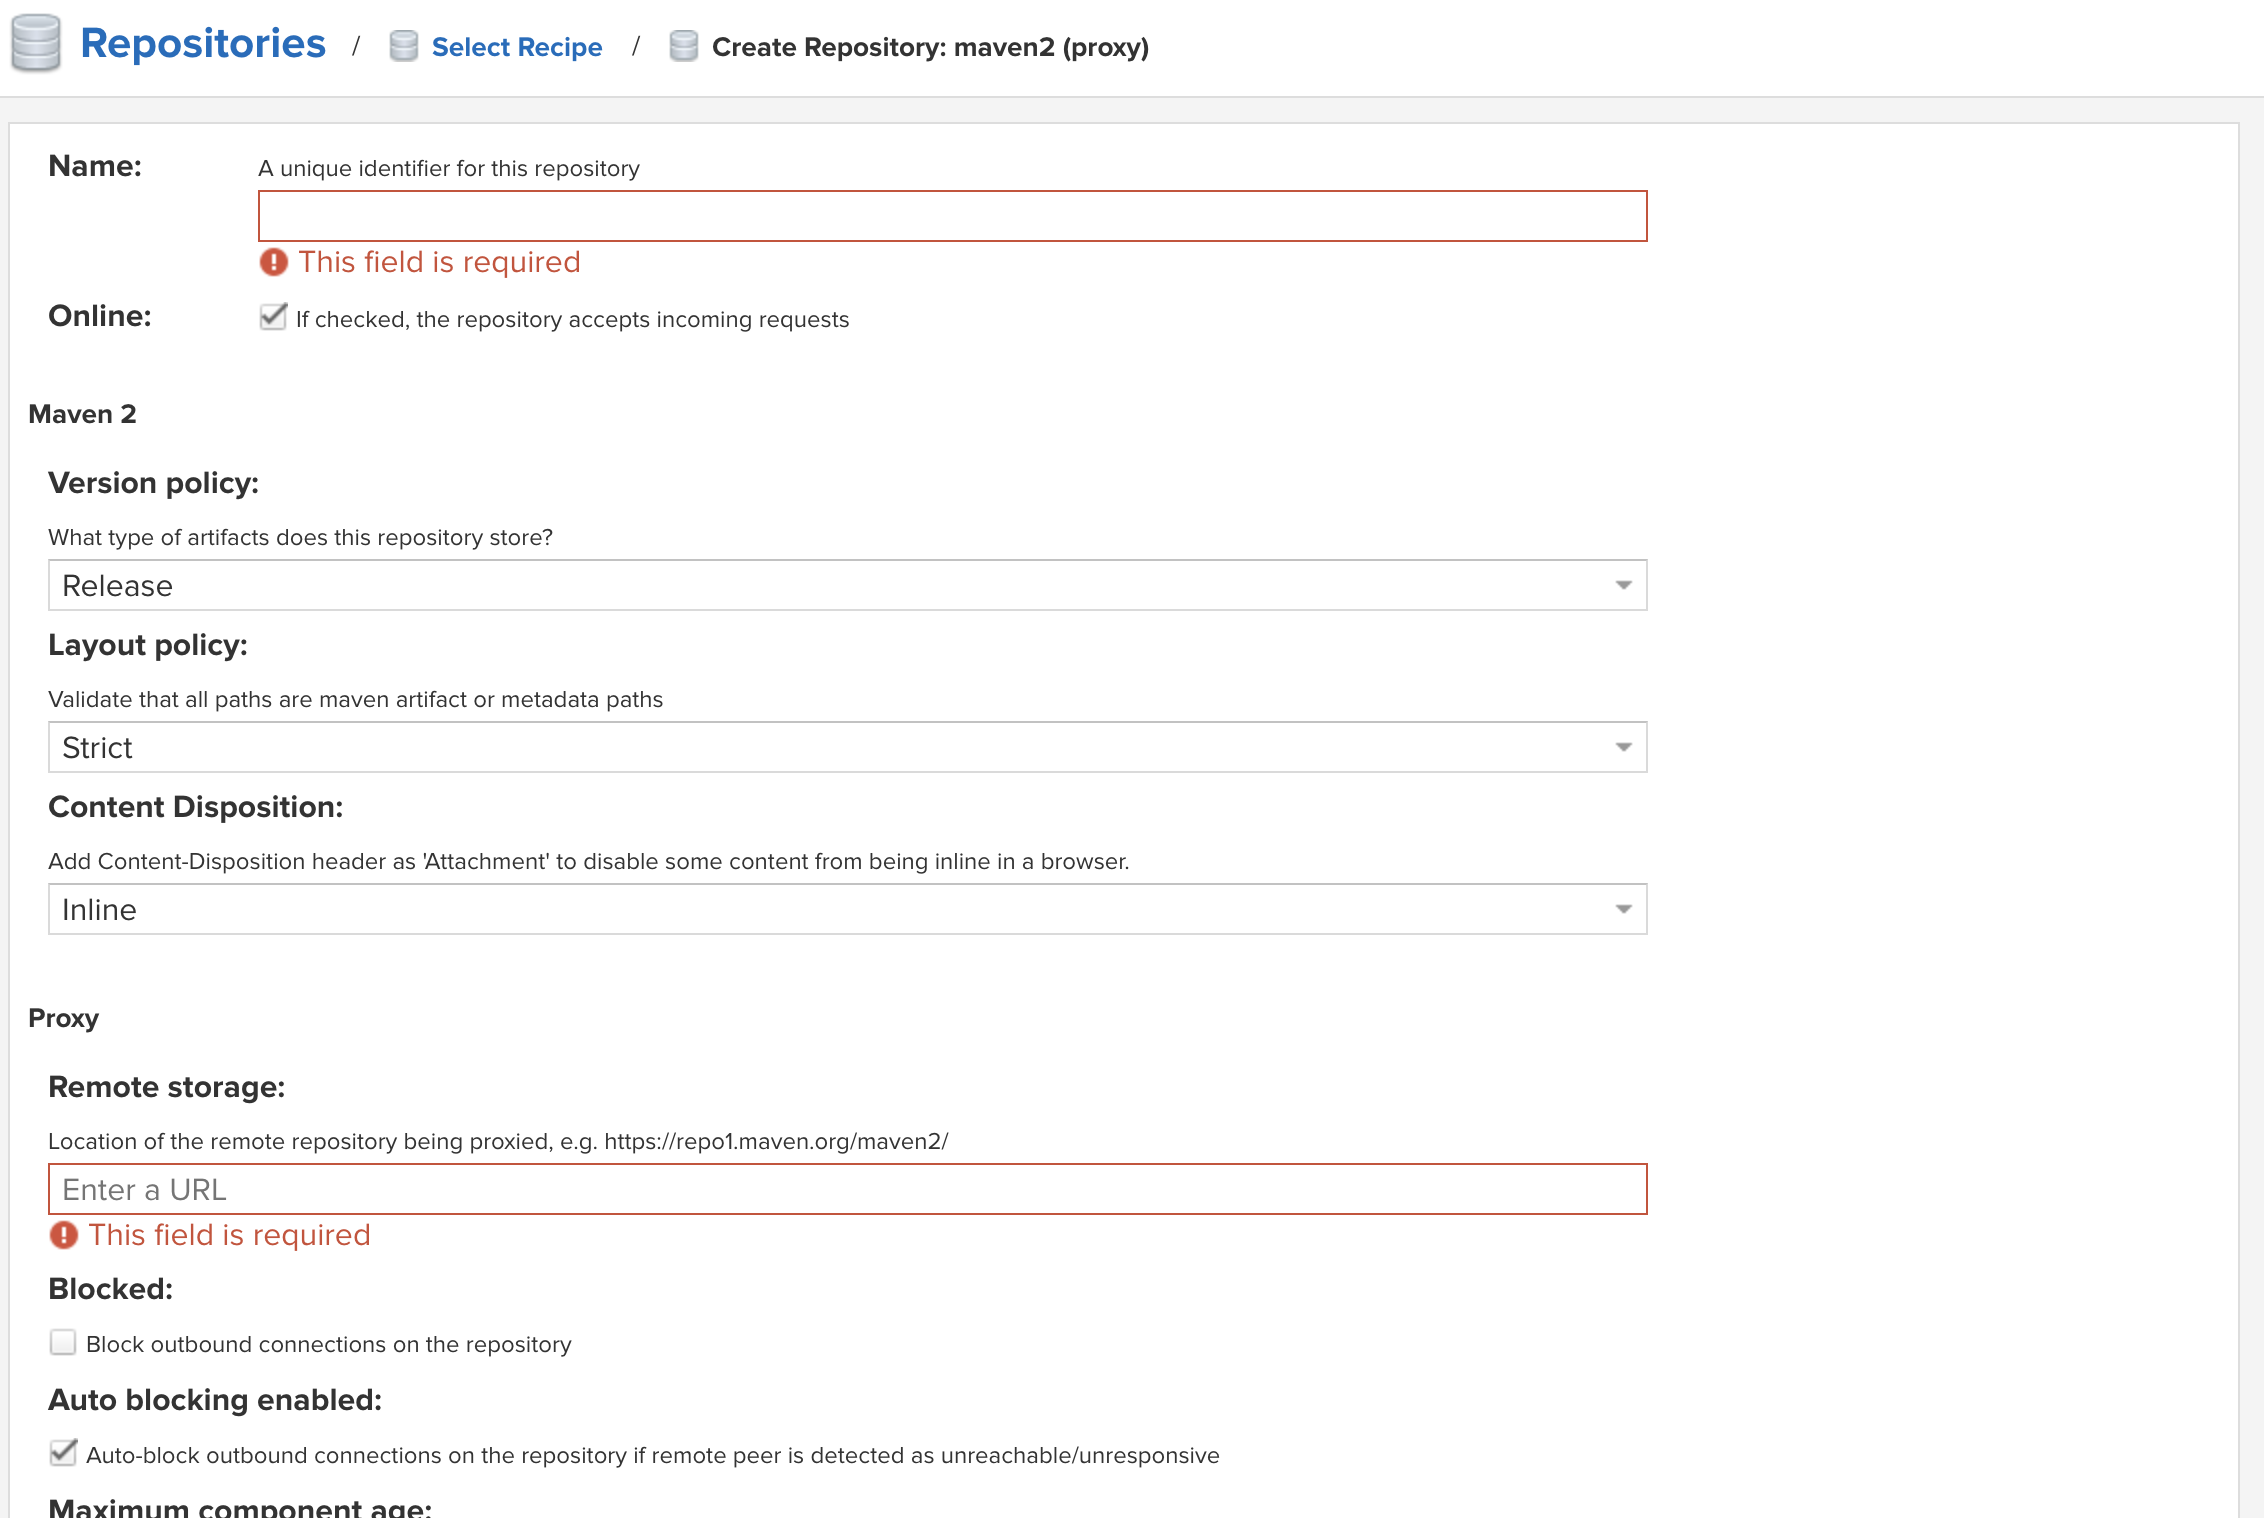 Repositories / Select Recipe / Create Repository: maven2 (proxy)
Name: A unique identifier for this repository
This field is required
Online: If checked, the repository accepts incoming requests
Maven 2
Version policy:
What type of artifacts does this repository store?
Release
Layout policy:
Validate that all paths are maven artifact or metadata paths
Strict
Content Disposition:
Add Content-Disposition header as 'Attachment' to disable some content from being inline in a browser.
Inline
Proxy
Remote storage:
Location of the remote repository being proxied, e.g. https://repo1.maven.org/maven2/
Enter a URL
This field is required
Blocked:
Block outbound connections on the repository
Auto blocking enabled:
Auto-block outbound connections on the repository if remote peer is detected as unreachable/unresponsive
Maximum component age: